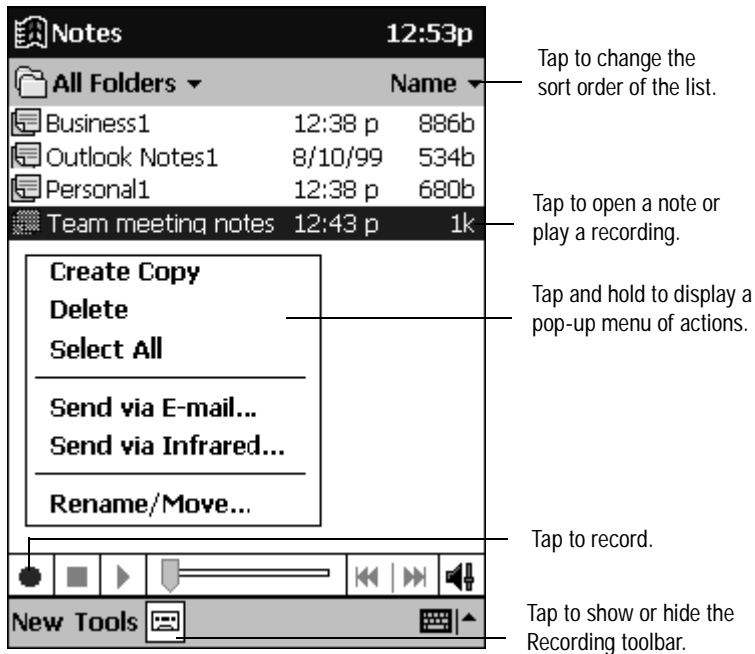 Notes 12:53p
All Folders Name
Business1 12:38 p 886b
Outlook Notes1 8/10/99 534b
Personal1 12:38 p 680b
Team meeting notes 12:43 p 1k
Create Copy
Delete
Select All
Send via E-mail...
Send via Infrared...
Rename/Move...
New Tools
Tap to change the
sort order of the list.
Tap to open a note or
play a recording.
Tap and hold to display a
pop-up menu of actions.
Tap to record.
Tap to show or hide the
Recording toolbar.